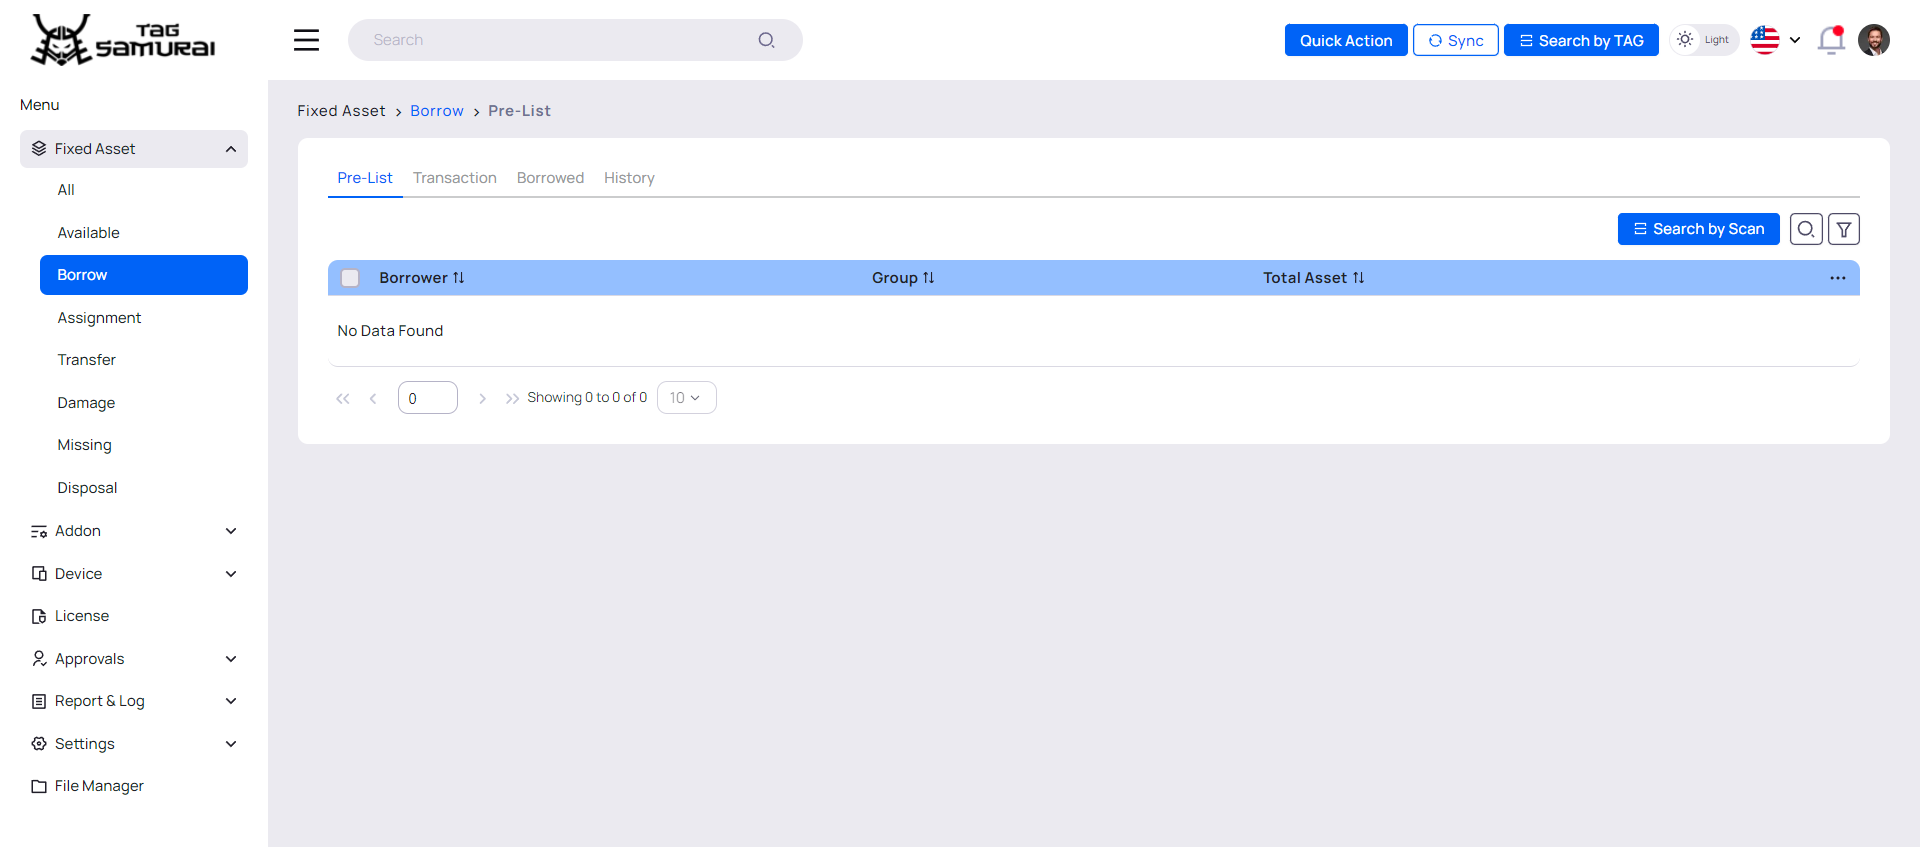 TAG SAMURAI
Search
Quick Action
Sync
Search by TAG
Light
Menu
Fixed Asset
All
Available
Borrow
Assignment
Transfer
Damage
Missing
Disposal
Addon
Device
License
Approvals
Report & Log
Settings
File Manager
Fixed Asset > Borrow > Pre-List
Pre-List Transaction Borrowed History
Search by Scan
Borrower Group Total Asset
No Data Found
0 Showing 0 to 0 of 0 10